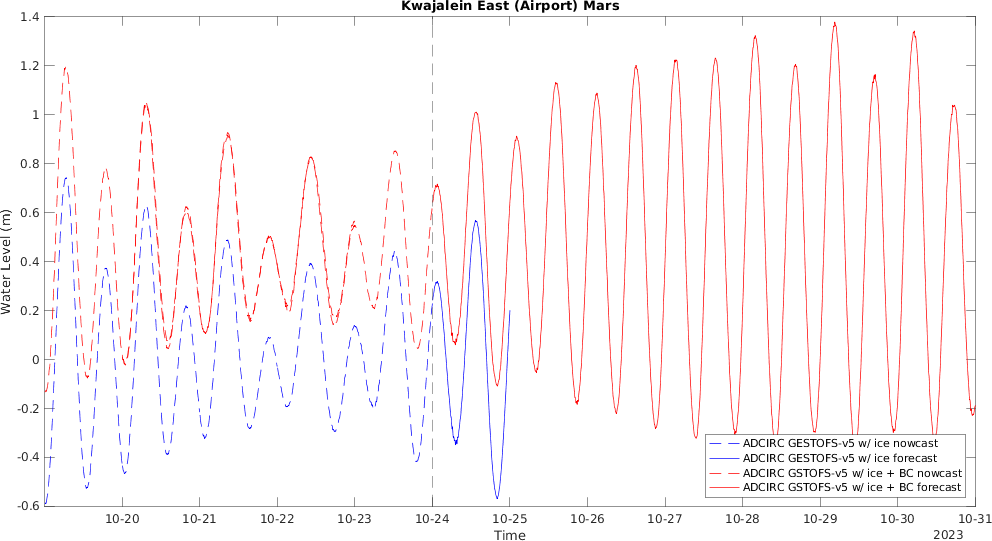 Kwajalein East (Airport) Mars
1.4
1.2
1
0.8
0.6
0.4
0.2
0
-0.2
-0.4
-0.6
Water Level (m)
10-20 10-21 10-22 10-23 10-24 10-25 10-26 10-27 10-28 10-29 10-30 10-31
Time
2023
ADCIRC GESTOFS-v5 w/ ice nowcast
ADCIRC GESTOFS-v5 w/ ice forecast
ADCIRC GSTOFS-v5 w/ ice + BC nowcast
ADCIRC GSTOFS-v5 w/ ice + BC forecast